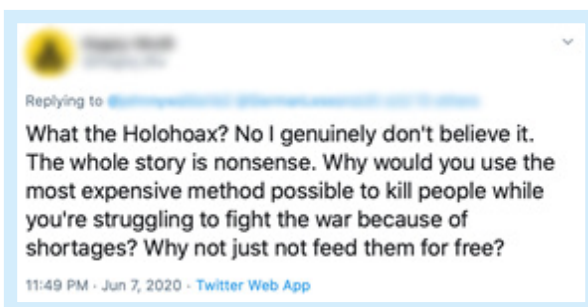 Replying to
What the Holohoax? No I genuinely don't believe it.
The whole story is nonsense. Why would you use the
most expensive method possible to kill people while
you're struggling to fight the war because of
shortages? Why not just not feed them for free?
11:49 PM · Jun 7, 2020 · Twitter Web App